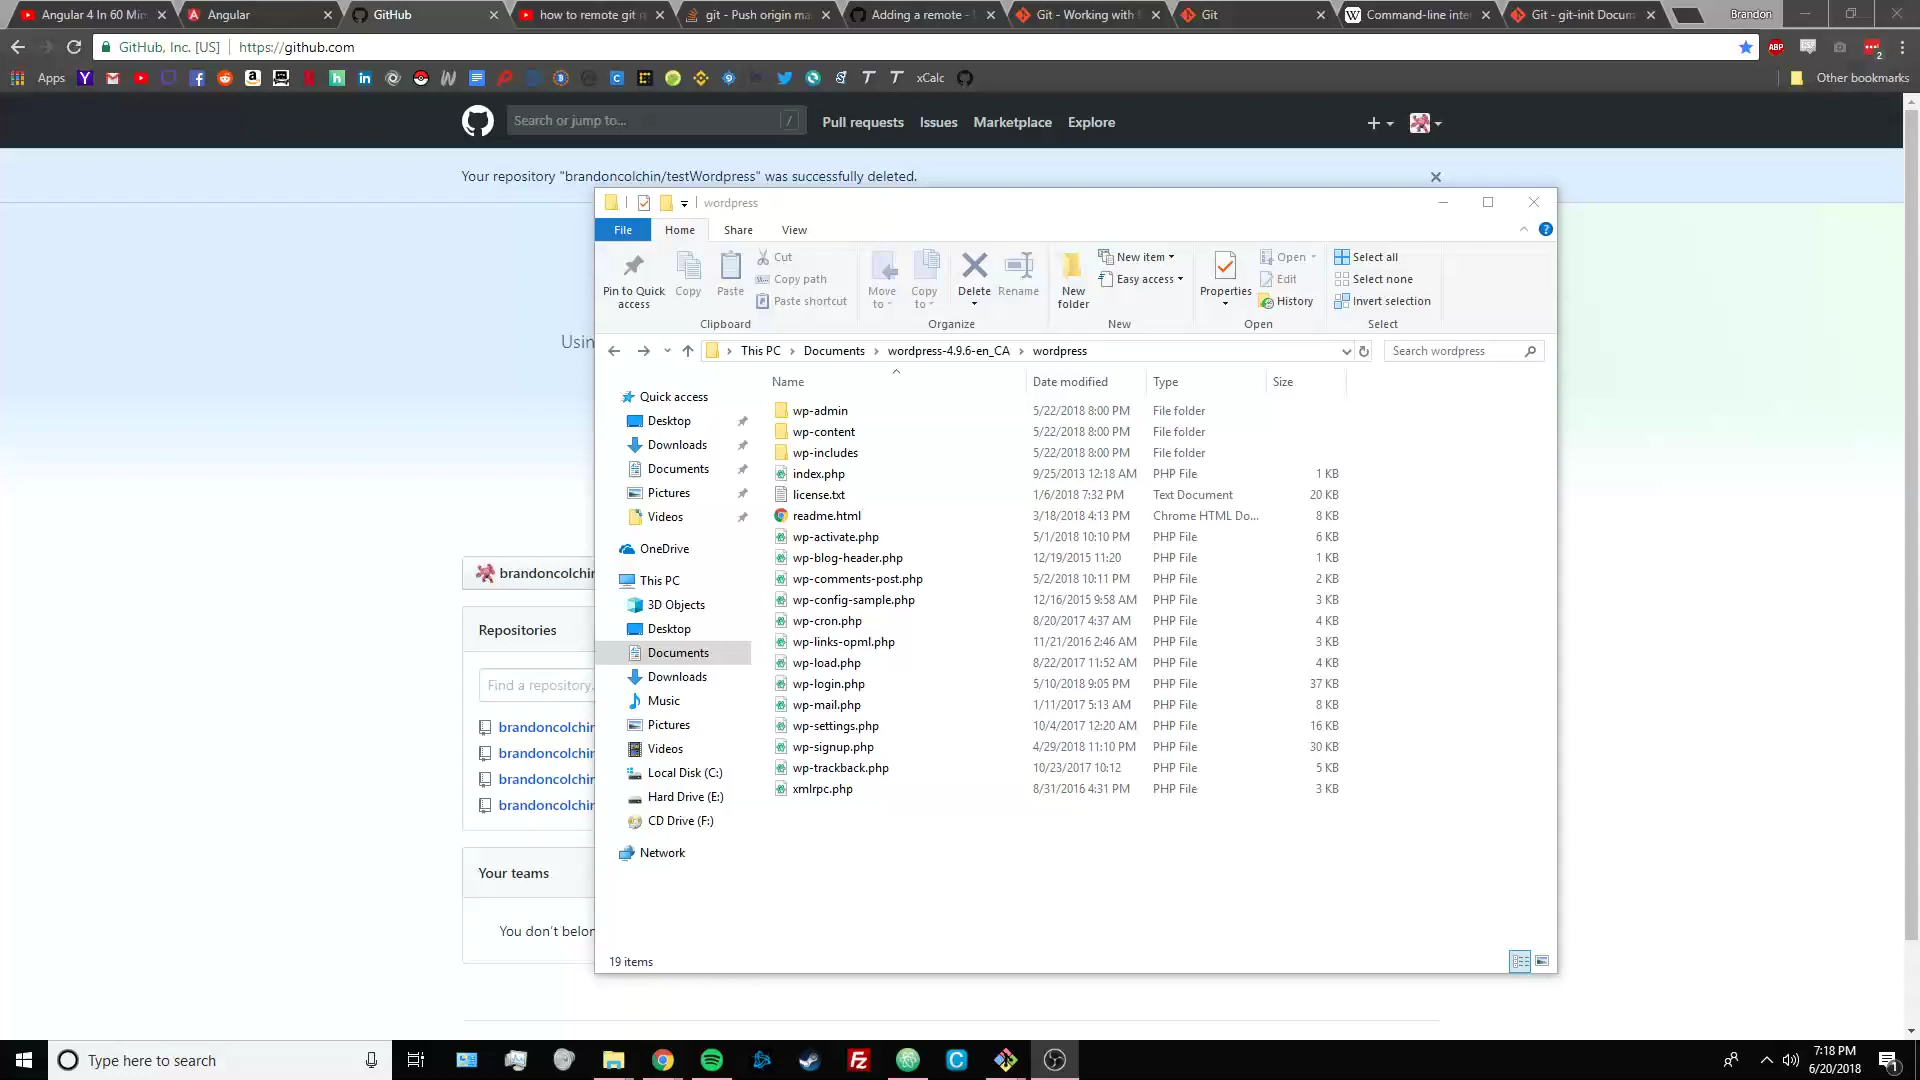 Angular 4 In 60 Min
Angular
GitHub
how to remote git r
git - Push origin ma
Adding a remote -
Git - Working with
Git
Command-line inte
Git - git-init Docum
Brandon
GitHub, Inc. [US]
https://github.com
ABP
2
Apps
xCalc
Other bookmarks
Search or jump to...
/
Pull requests
Issues
Marketplace
Explore
Your repository "brandoncolchin/testWordpress" was successfully deleted.
Usin
brandoncolchin
Repositories
Find a repository.
brandoncolchin
brandoncolchin
brandoncolchin
brandoncolchin
Your teams
You don't belon
wordpress
File
Home
Share
View
Pin to Quick
access
Copy
Paste
Cut
Copy path
Paste shortcut
Clipboard
Move
to
Copy
to
Delete
Rename
Organize
New
folder
New item
Easy access
New
Properties
Open
Edit
History
Open
Select all
Select none
Invert selection
Select
This PC
Documents
wordpress-4.9.6-en_CA
wordpress
Search wordpress
Quick access
Desktop
Downloads
Documents
Pictures
Videos
OneDrive
This PC
3D Objects
Desktop
Documents
Downloads
Music
Pictures
Videos
Local Disk (C:)
Hard Drive (E:)
CD Drive (F:)
Network
Name Date modified Type Size
wp-admin 5/22/2018 8:00 PM File folder
wp-content 5/22/2018 8:00 PM File folder
wp-includes 5/22/2018 8:00 PM File folder
index.php 9/25/2013 12:18 AM PHP File 1 KB
license.txt 1/6/2018 7:32 PM Text Document 20 KB
readme.html 3/18/2018 4:13 PM Chrome HTML Do... 8 KB
wp-activate.php 5/1/2018 10:10 PM PHP File 6 KB
wp-blog-header.php 12/19/2015 11:20 PHP File 1 KB
wp-comments-post.php 5/2/2018 10:11 PM PHP File 2 KB
wp-config-sample.php 12/16/2015 9:58 AM PHP File 3 KB
wp-cron.php 8/20/2017 4:37 AM PHP File 4 KB
wp-links-opml.php 11/21/2016 2:46 AM PHP File 3 KB
wp-load.php 8/22/2017 11:52 AM PHP File 4 KB
wp-login.php 5/10/2018 9:05 PM PHP File 37 KB
wp-mail.php 1/11/2017 5:13 AM PHP File 8 KB
wp-settings.php 10/4/2017 12:20 AM PHP File 16 KB
wp-signup.php 4/29/2018 11:10 PM PHP File 30 KB
wp-trackback.php 10/23/2017 10:12 PHP File 5 KB
xmlrpc.php 8/31/2016 4:31 PM PHP File 3 KB
19 items
Type here to search
7:18 PM
6/20/2018
1